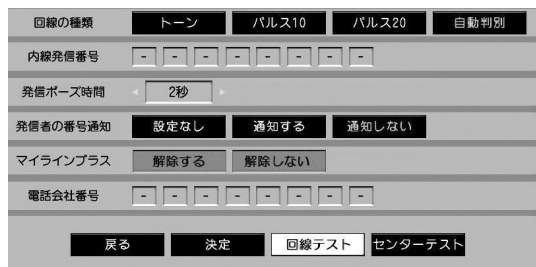 回線の種類 トーン パルス10 パルス20 自動判別
内線発信番号 - - - - - - - -
発信ポーズ時間 2秒
発信者の番号通知 設定なし 通知する 通知しない
マイラインプラス 解除する 解除しない
電話会社番号 - - - - - - - -
戻る 決定 回線テスト センターテスト